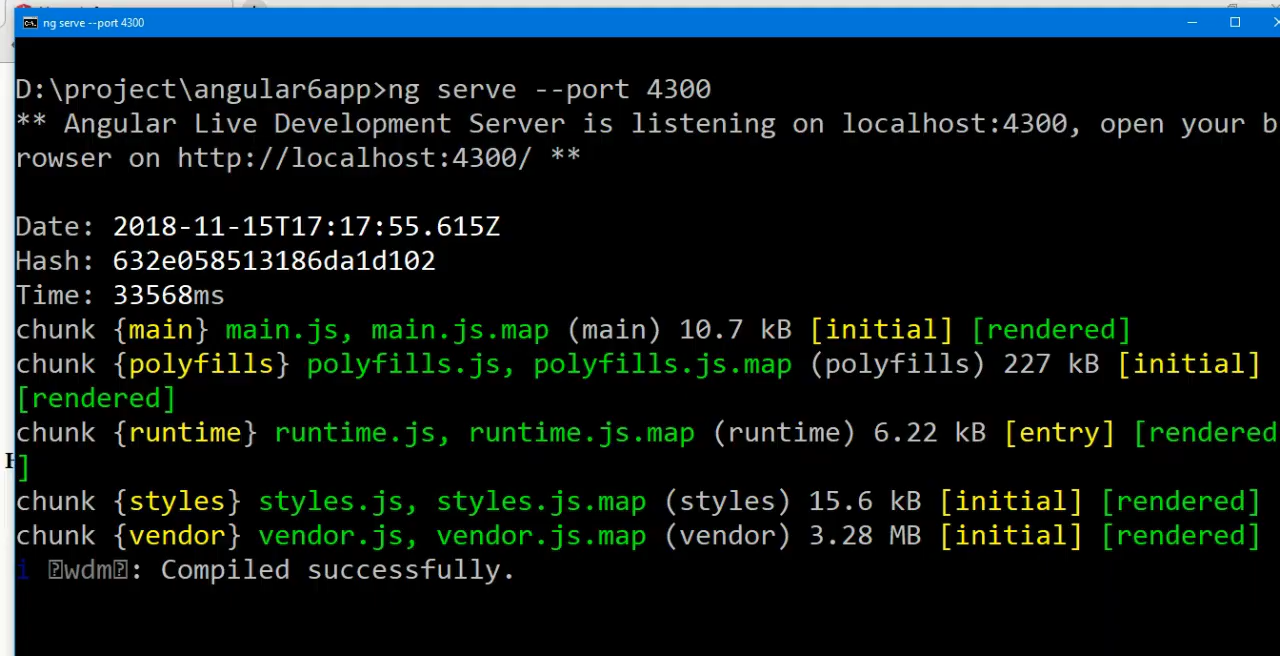 ng serve --port 4300
D:\project\angular6app>ng serve --port 4300
** Angular Live Development Server is listening on localhost:4300, open your b
rowser on http://localhost:4300/ **
Date: 2018-11-15T17:17:55.615Z
Hash: 632e058513186da1d102
Time: 33568ms
chunk {main} main.js, main.js.map (main) 10.7 kB [initial] [rendered]
chunk {polyfills} polyfills.js, polyfills.js.map (polyfills) 227 kB [initial]
[rendered]
chunk {runtime} runtime.js, runtime.js.map (runtime) 6.22 kB [entry] [rendered
]
chunk {styles} styles.js, styles.js.map (styles) 15.6 kB [initial] [rendered]
chunk {vendor} vendor.js, vendor.js.map (vendor) 3.28 MB [initial] [rendered]
i ⍰wdm⍰: Compiled successfully.